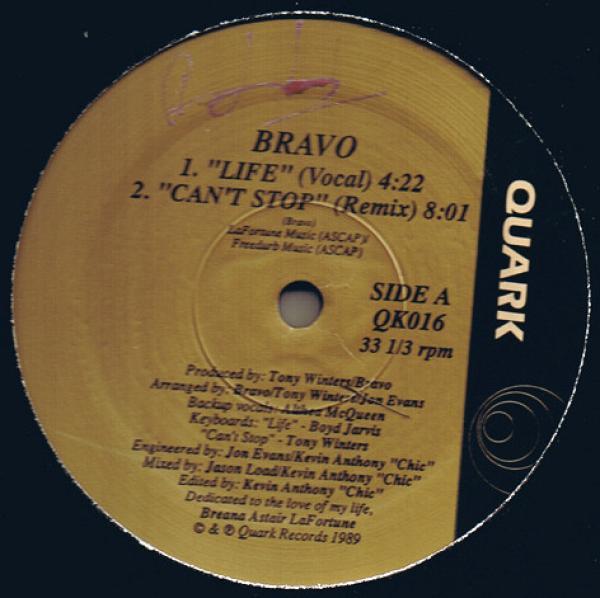 BRAVO
1. "LIFE" (Vocal) 4:22
2. "CAN'T STOP" (Remix) 8:01
(Bravo)
LaFortune Music (ASCAP)/
Freedurb Music (ASCAP)
QUARK
SIDE A
QK016
33 1/3 rpm
Produced by: Tony Winters/Bravo
Arranged by: Bravo/Tony Winters/Jon Evans
Backup vocals: Althea McQueen
Keyboards: "Life" - Boyd Jarvis
"Can't Stop" - Tony Winters
Engineered by: Jon Evans/Kevin Anthony "Chic"
Mixed by: Jason Load/Kevin Anthony "Chic"
Edited by: Kevin Anthony "Chic"
Dedicated to the love of my life,
Breana Astair LaFortune
© & ℗ Quark Records 1989